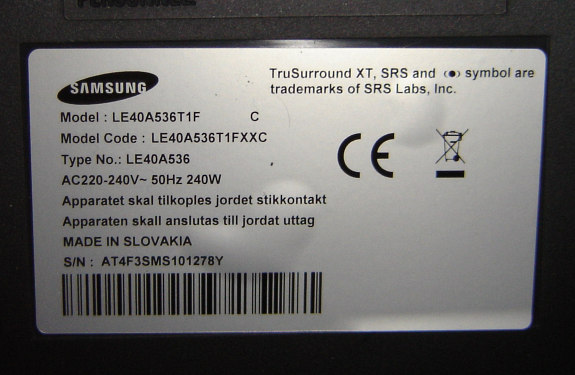 PERSONNEL
SAMSUNG
TruSurround XT, SRS and (●) symbol are
trademarks of SRS Labs, Inc.
Model : LE40A536T1F C
Model Code : LE40A536T1FXXC
Type No.: LE40A536
AC220-240V~ 50Hz 240W
Apparatet skal tilkoples jordet stikkontakt
Apparaten skall anslutas till jordat uttag
MADE IN SLOVAKIA
S/N : AT4F3SMS101278Y
CE